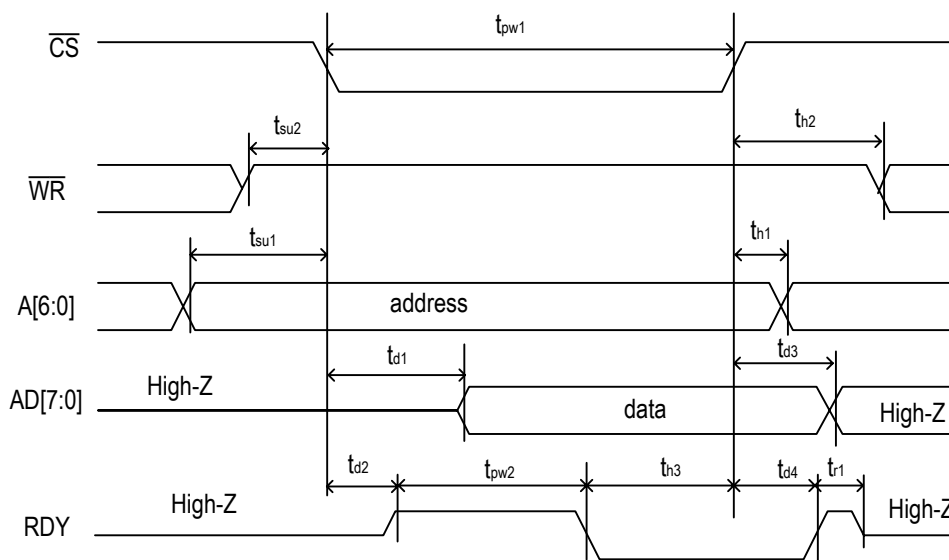 tpw1
CS
tsu2
th2
WR
tsu1
th1
A[6:0]
address
td1
td3
High-Z
AD[7:0]
data
High-Z
td2
tpw2
th3
td4
tr1
High-Z
High-Z
RDY